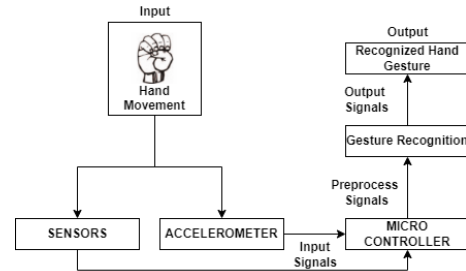 Input
Hand
Movement
Output
Recognized Hand
Gesture
Output
Signals
Gesture Recognition
Preprocess
Signals
SENSORS
ACCELEROMETER
Input
Signals
MICRO
CONTROLLER